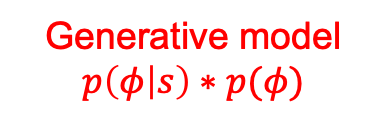 Generative model
p(ϕ|s) ∗ p(ϕ)